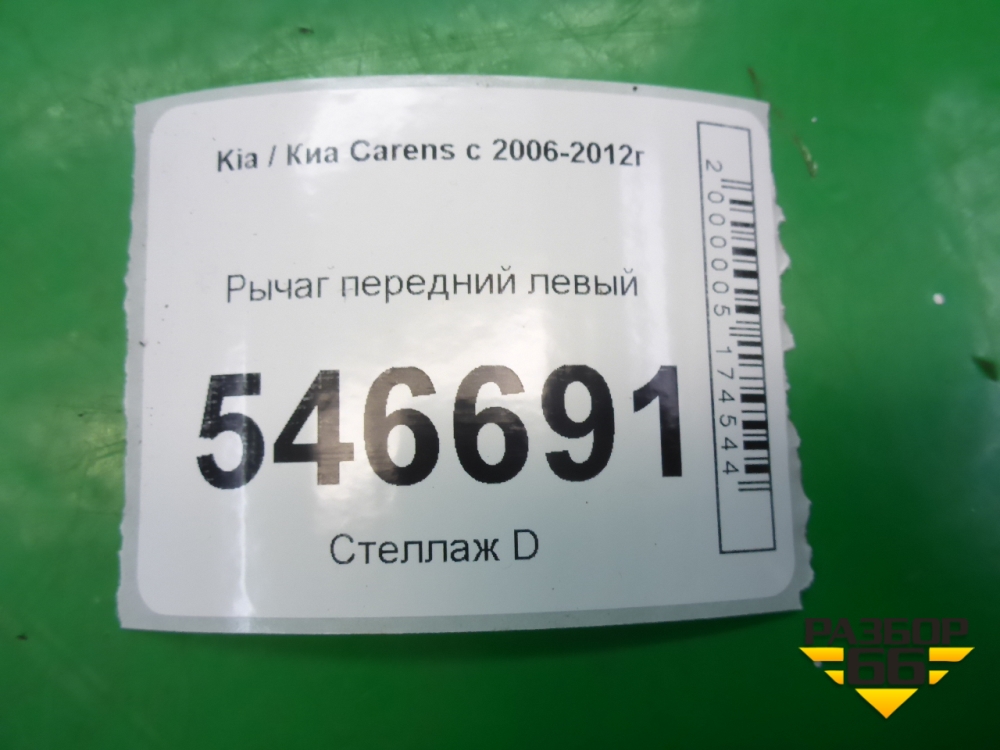 Kia / Киа Carens с 2006-2012г
Рычаг передний левый
546691
Стеллаж D
2000005174544
РАЗБОР
66